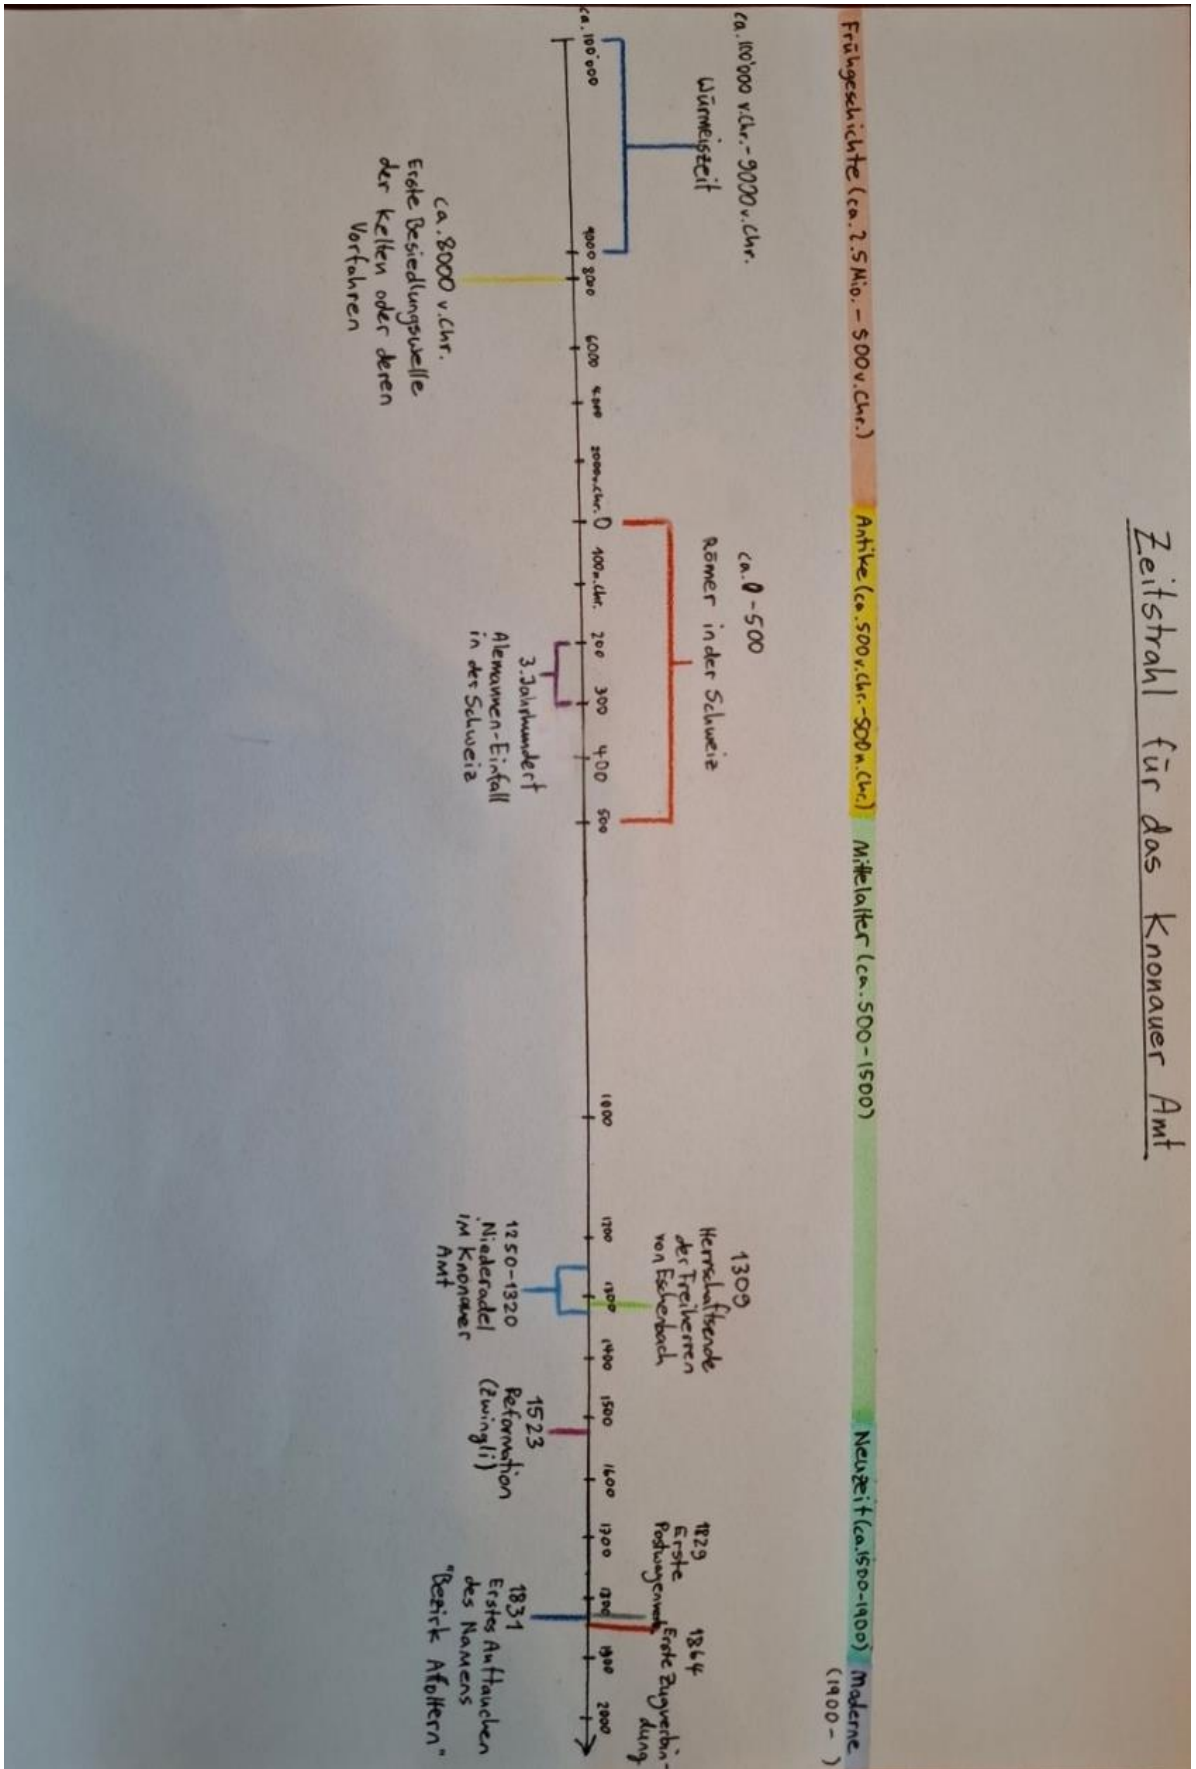 Zeitstrahl für das Knonauer Amt
Frühgeschichte (ca. 2.5 Mio. - 500 v. Chr.)
Antike (ca. 500 v. Chr. - 500 n. Chr.)
Mittelalter (ca. 500 - 1500)
Neuzeit (ca. 1500 - 1900)
Moderne
(1900 - )
ca. 100'000 v. Chr. - 9000 v. Chr.
Würmeiszeit
ca. 0 - 500
Römer in der Schweiz
1309
Herrschaftsende
der Freiherren
von Eschenbach
1829
Erste
1864
Erste Zugverbin-
dung
ca. 100'000
9000
8000
6000
4000
2000 v. Chr.
0
100 n. Chr.
200
300
400
500
1000
1200
1300
1400
1500
1600
1700
1800
1900
2000
ca. 8000 v. Chr.
Erste Besiedlungswelle
der Kelten oder deren
Vorfahren
3. Jahrhundert
Alemannen-Einfall
in der Schweiz
1250-1320
Niederadel
im Knonauer
Amt
1523
Reformation
(Zwingli)
1831
Erstes Auftauchen
des Namens
"Bezirk Affoltern"